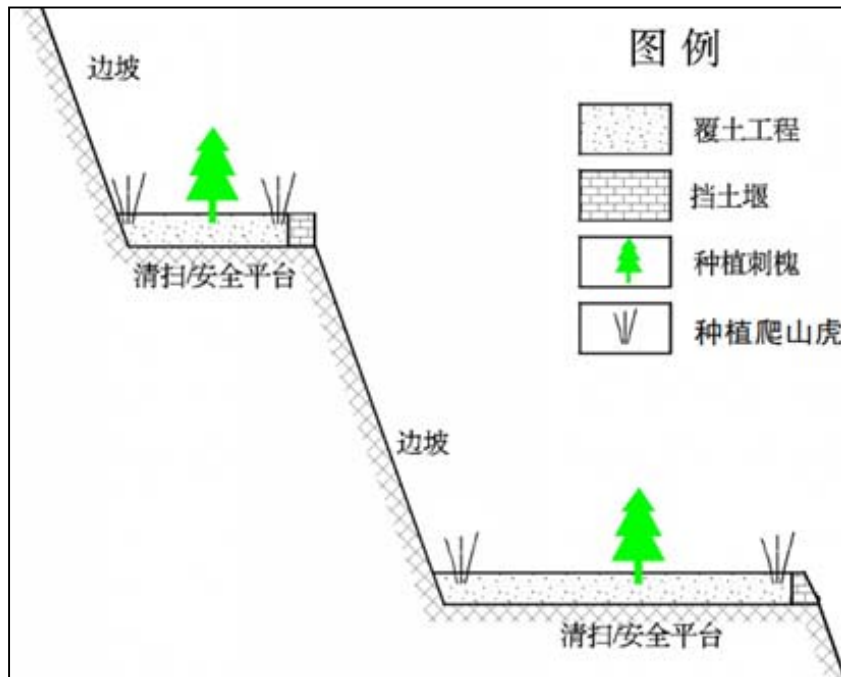 图例
边坡
覆土工程
挡土堰
种植刺槐
清扫/安全平台
种植爬山虎
边坡
清扫/安全平台